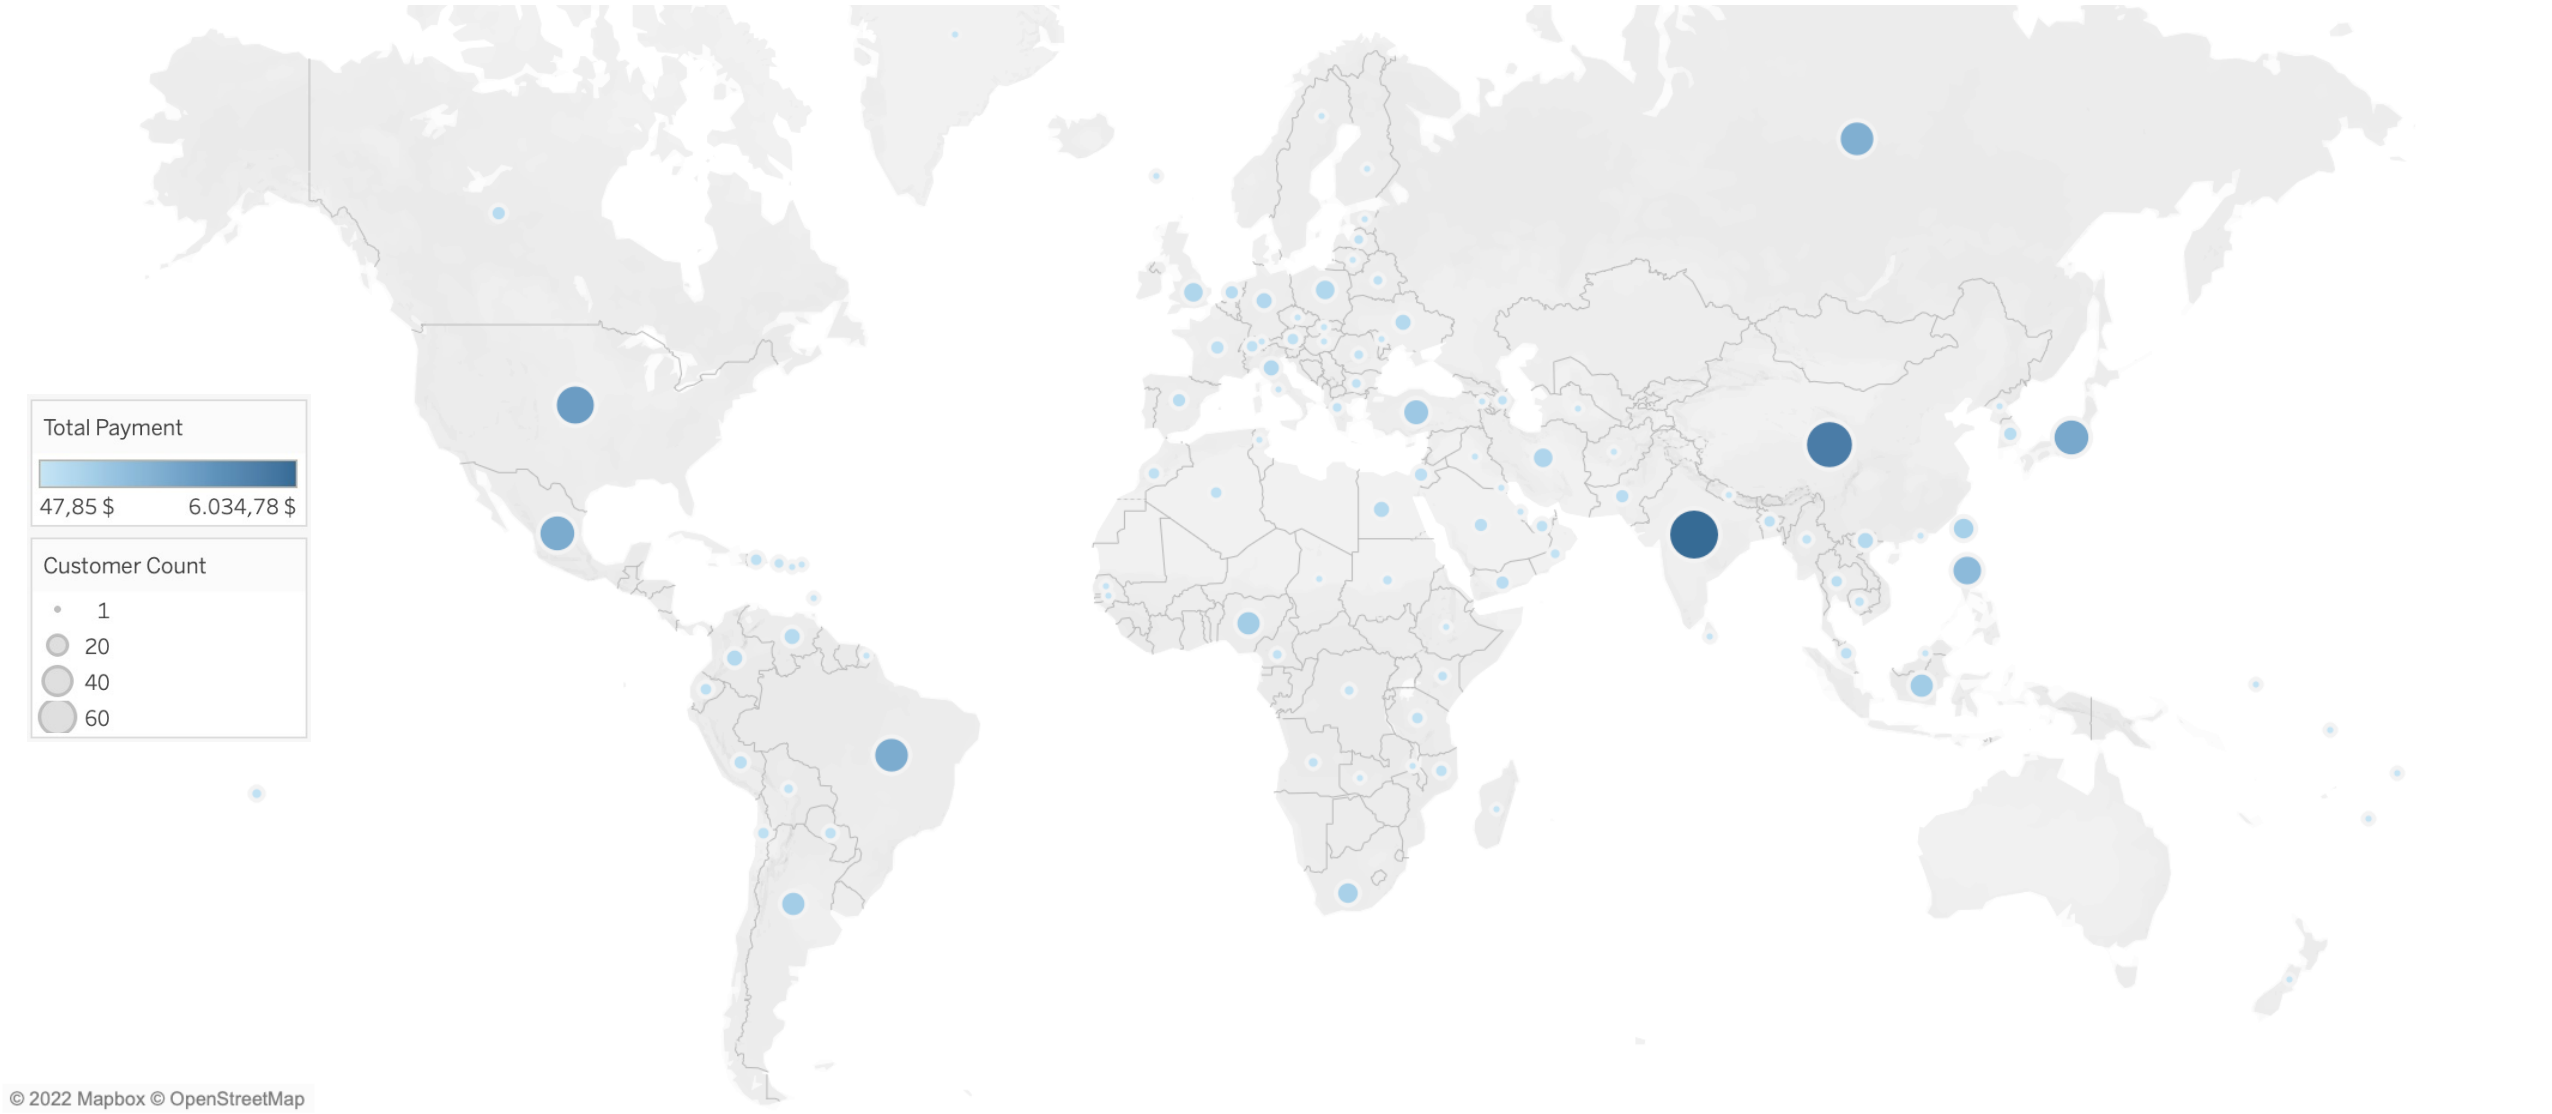 Total Payment
47,85 $ 6.034,78 $
Customer Count
1
20
40
60
© 2022 Mapbox © OpenStreetMap